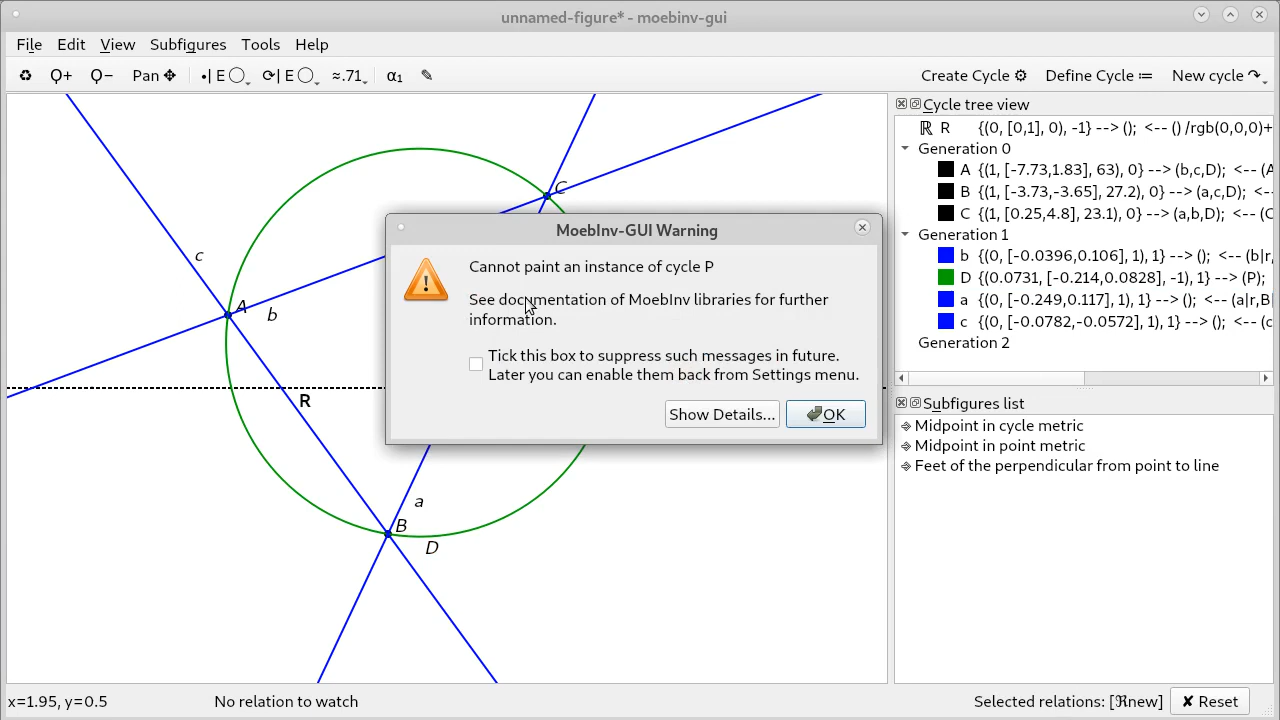 unnamed-figure* - moebinv-gui
File Edit View Subfigures Tools Help
Pan E E ≈.71 α₁ Create Cycle Define Cycle New cycle
Cycle tree view
ℝ R {(0, [0,1], 0), -1} --> (); <-- () /rgb(0,0,0)+
Generation 0
A {(1, [-7.73,1.83], 63), 0} --> (b,c,D); <-- (A
B {(1, [-3.73,-3.65], 27.2), 0} --> (a,c,D); <--
C {(1, [0.25,4.8], 23.1), 0} --> (a,b,D); <-- (C
Generation 1
b {(0, [-0.0396,0.106], 1), 1} --> (); <-- (b|r,
D {(0.0731, [-0.214,0.0828], -1), 1} --> (P);
a {(0, [-0.249,0.117], 1), 1} --> (); <-- (a|r,B|
c {(0, [-0.0782,-0.0572], 1), 1} --> (); <-- (c
Generation 2
Subfigures list
Midpoint in cycle metric
Midpoint in point metric
Feet of the perpendicular from point to line
C
c
A
b
R
a
B
D
MoebInv-GUI Warning
Cannot paint an instance of cycle P
See documentation of MoebInv libraries for further
information.
Tick this box to suppress such messages in future.
Later you can enable them back from Settings menu.
Show Details... OK
x=1.95, y=0.5 No relation to watch Selected relations: [ℜnew] Reset